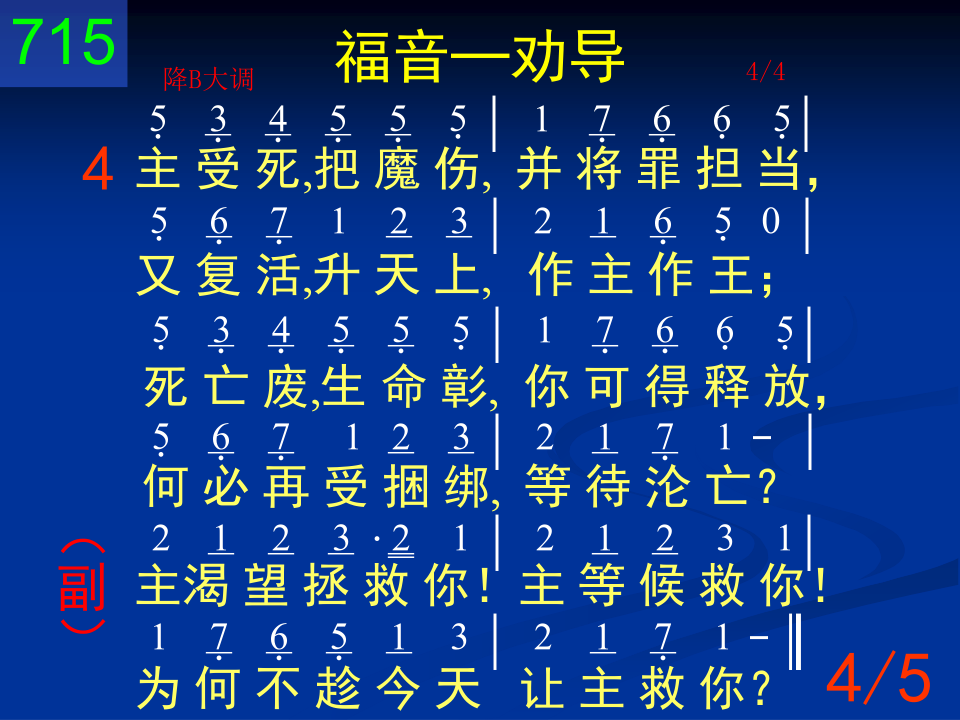 715
福音—劝导
降B大调
4/4
5 3 4 5 5 5 | 1 7 6 6 5 |
4 主受死,把魔伤, 并将罪担当，
5 6 7 1 2 3 | 2 1 6 5 0 |
又复活,升天上, 作主作王；
5 3 4 5 5 5 | 1 7 6 6 5 |
死亡废,生命彰, 你可得释放，
5 6 7 1 2 3 | 2 1 7 1 - |
何必再受捆绑, 等待沦亡？
2 1 2 3 · 2 1 | 2 1 2 3 1 |
（副） 主渴望拯救你！主等候救你！
1 7 6 5 1 3 | 2 1 7 1 - ‖
为何不趁今天 让主救你？
4/5